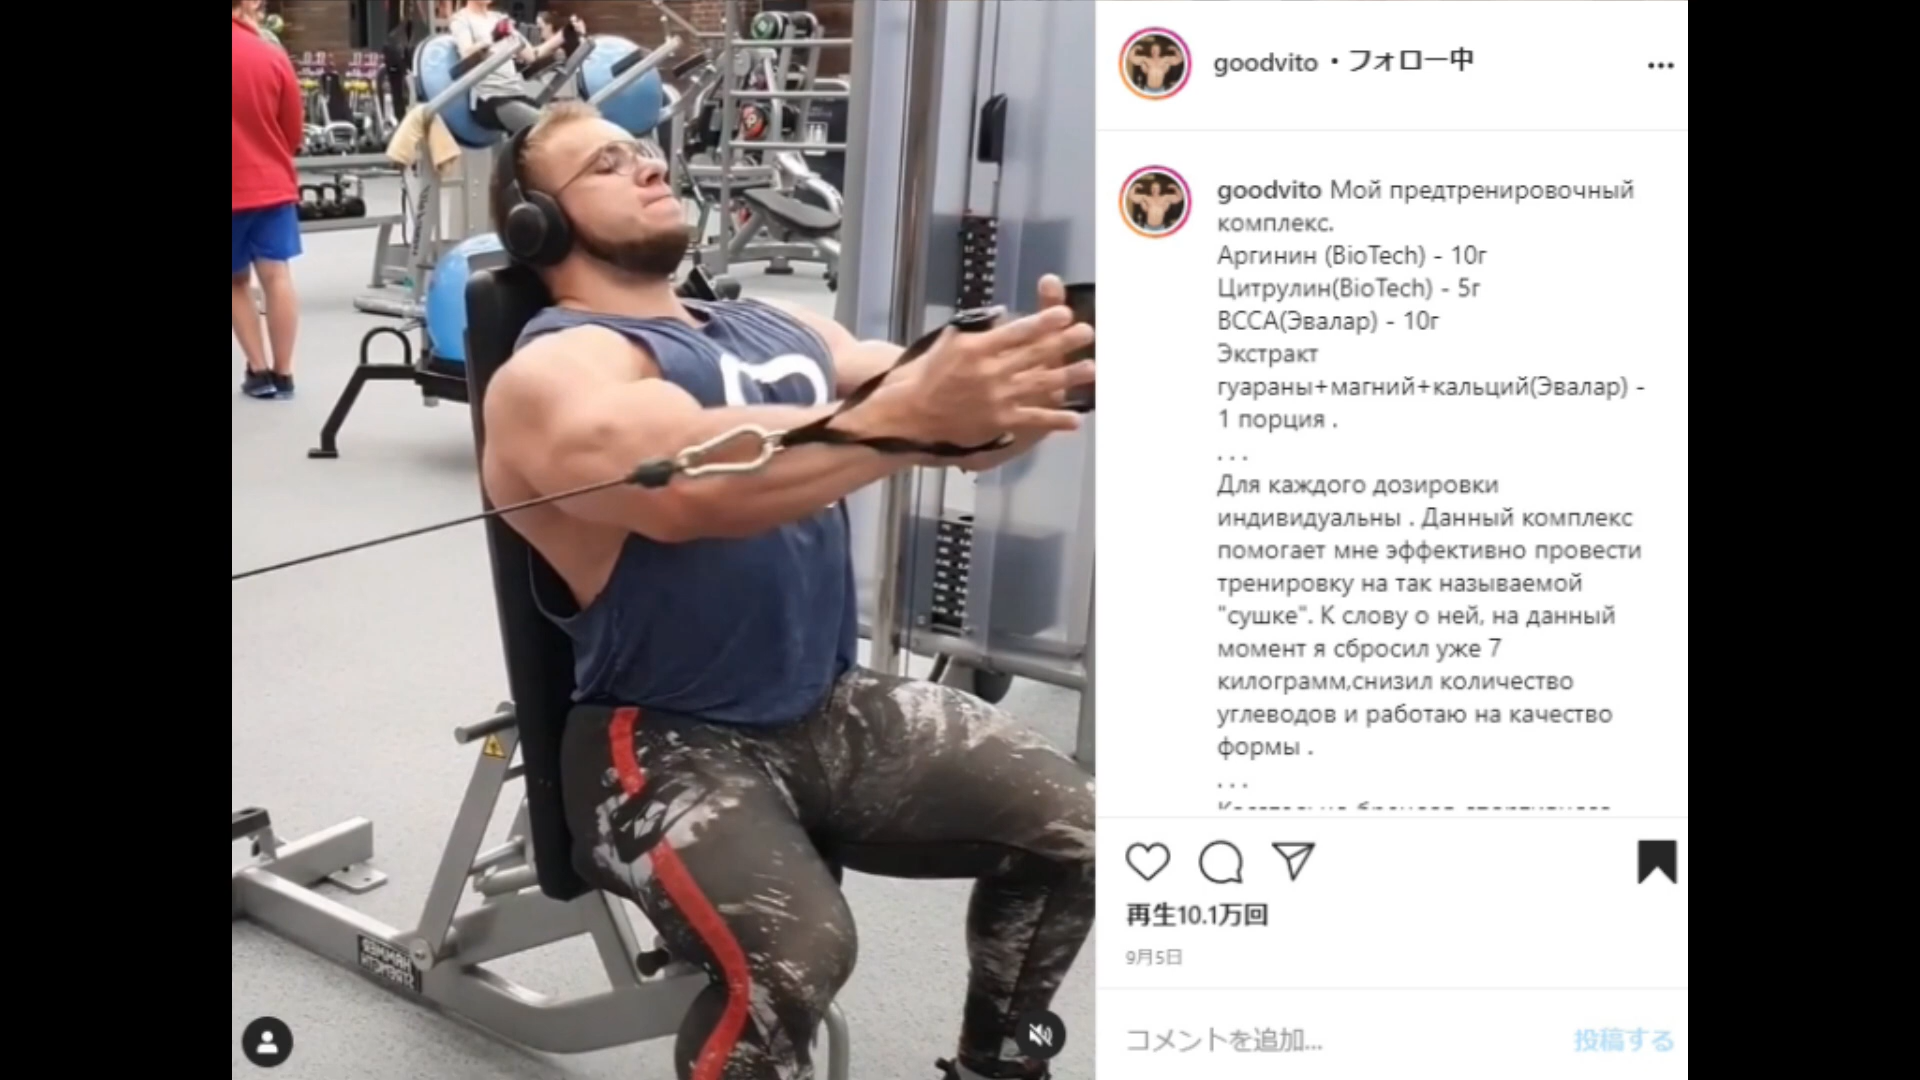 goodvito • フォロー中
goodvito Мой предтренировочный
комплекс.
Аргинин (BioTech) - 10г
Цитрулин(BioTech) - 5г
BCCA(Эвалар) - 10г
Экстракт
гуараны+магний+кальций(Эвалар) -
1 порция .
. . .
Для каждого дозировки
индивидуальны . Данный комплекс
помогает мне эффективно провести
тренировку на так называемой
"сушке". К слову о ней, на данный
момент я сбросил уже 7
килограмм,снизил количество
углеводов и работаю на качество
формы .
. . .
再生10.1万回
9月5日
コメントを追加...
投稿する
HAMMER
STRENGTH